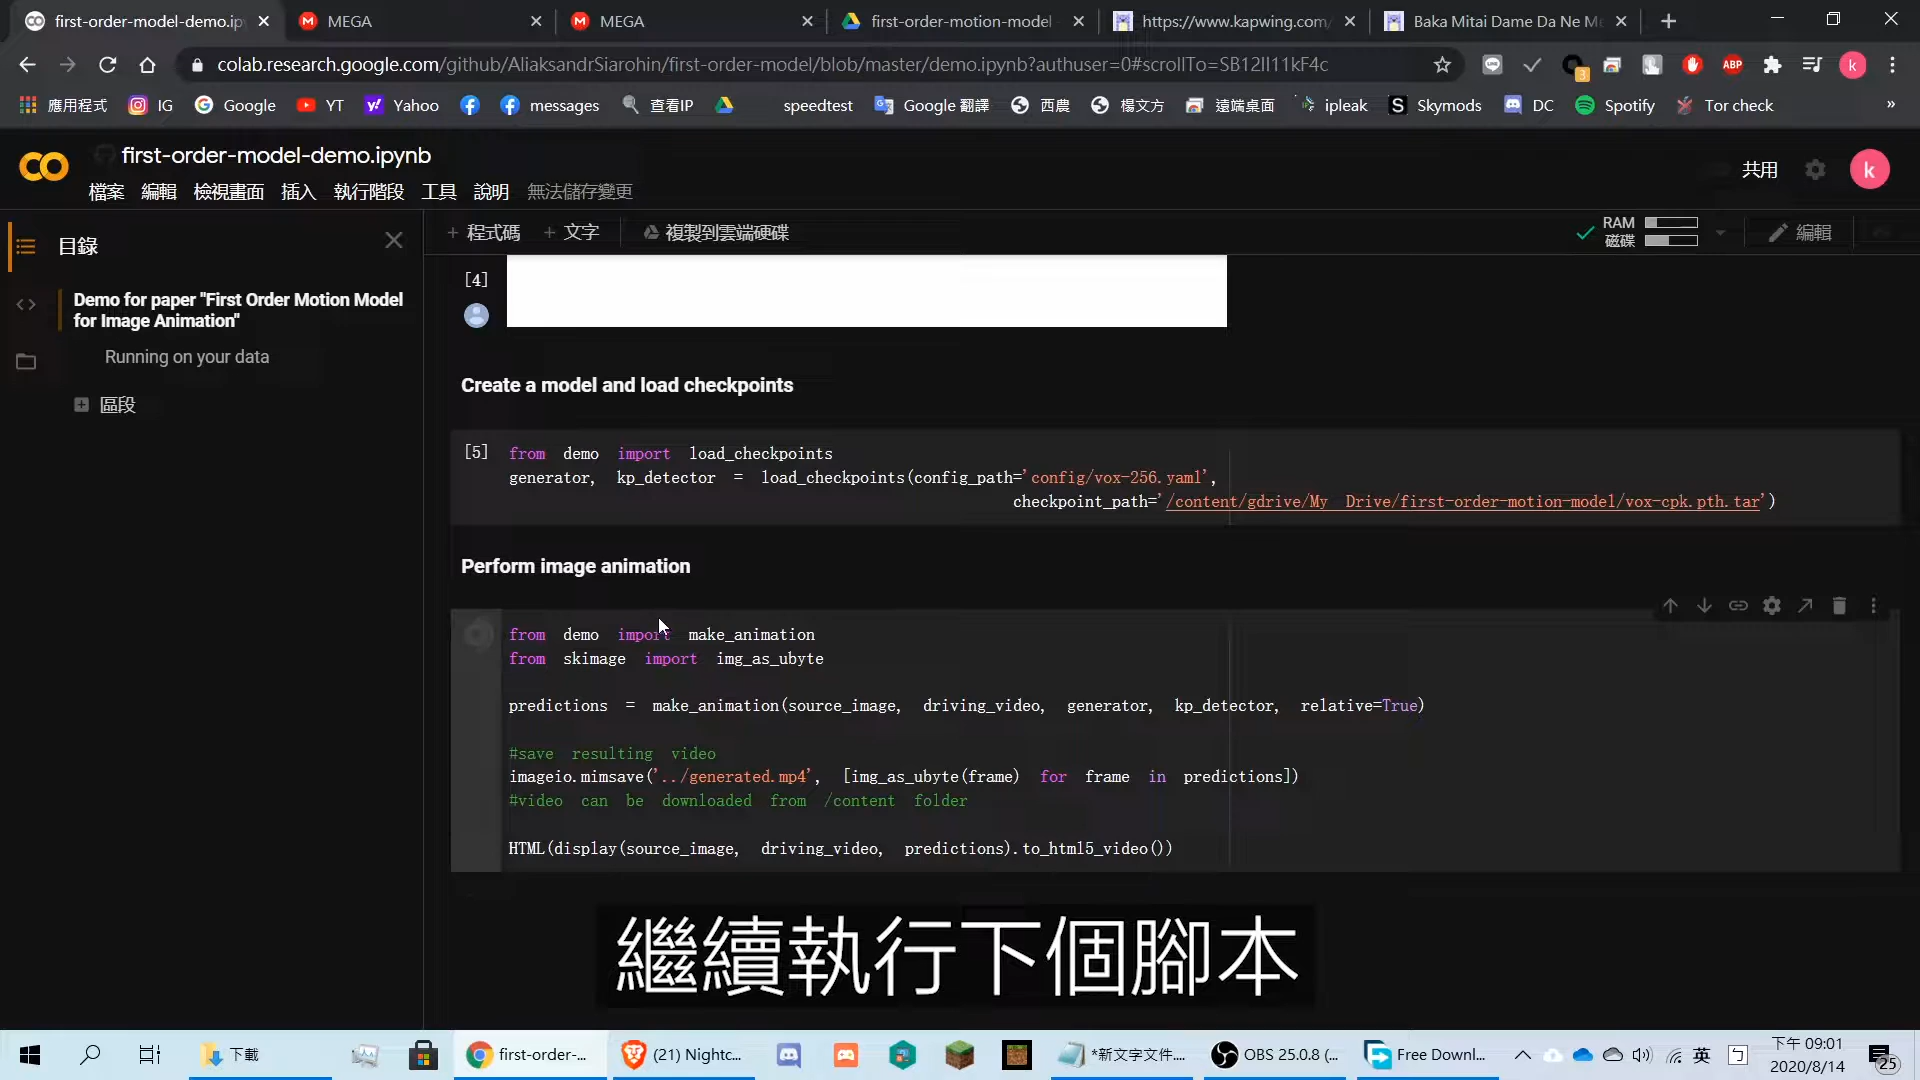 first-order-model-demo.ipy
MEGA
MEGA
first-order-motion-model
https://www.kapwing.com/
Baka Mitai Dame Da Ne Me
colab.research.google.com/github/AliaksandrSiarohin/first-order-model/blob/master/demo.ipynb?authuser=0#scrollTo=SB12II11kF4c
3
ABP
k
應用程式
IG
Google
YT
Yahoo
messages
查看IP
speedtest
Google 翻譯
西農
楊文方
遠端桌面
ipleak
Skymods
DC
Spotify
Tor check
»
first-order-model-demo.ipynb
共用
k
檔案 編輯 檢視畫面 插入 執行階段 工具 說明 無法儲存變更
目錄
+ 程式碼 + 文字 複製到雲端硬碟
RAM
磁碟
編輯
Demo for paper "First Order Motion Model
for Image Animation"
Running on your data
區段
[4]
Create a model and load checkpoints
[5] from demo import load_checkpoints
generator, kp_detector = load_checkpoints(config_path='config/vox-256.yaml',
checkpoint_path='/content/gdrive/My Drive/first-order-motion-model/vox-cpk.pth.tar')
Perform image animation
from demo import make_animation
from skimage import img_as_ubyte
predictions = make_animation(source_image, driving_video, generator, kp_detector, relative=True)
#save resulting video
imageio.mimsave('../generated.mp4', [img_as_ubyte(frame) for frame in predictions])
#video can be downloaded from /content folder
HTML(display(source_image, driving_video, predictions).to_html5_video())
繼續執行下個腳本
下載
first-order-...
(21) Nightc...
*新文字文件....
OBS 25.0.8 (...
Free Downl...
英
ㄅ
下午 09:01
2020/8/14
25